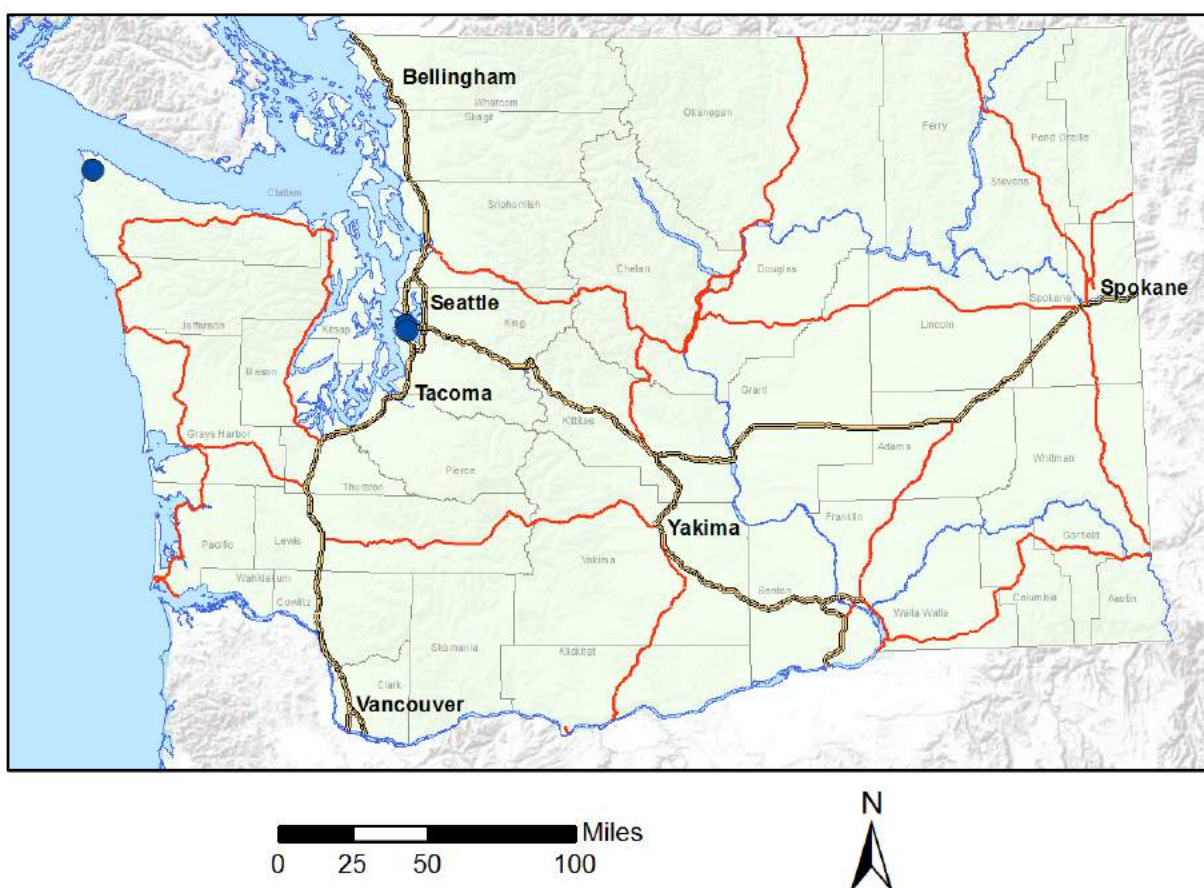 Bellingham
Whatcom
Skagit
Okanogan
Ferry
Pend Oreille
Stevens
Clallam
Snohomish
Chelan
Douglas
Seattle
King
Spokane
Spokane
Lincoln
Jefferson
Kitsap
Mason
Tacoma
Grant
Kittitas
Grays Harbor
Adams
Whitman
Pierce
Thurston
Franklin
Yakima
Pacific
Lewis
Yakima
Garfield
Wahkiakum
Cowlitz
Benton
Walla Walla
Columbia
Asotin
Skamania
Klickitat
Clark
Vancouver
N
Miles
0 25 50 100